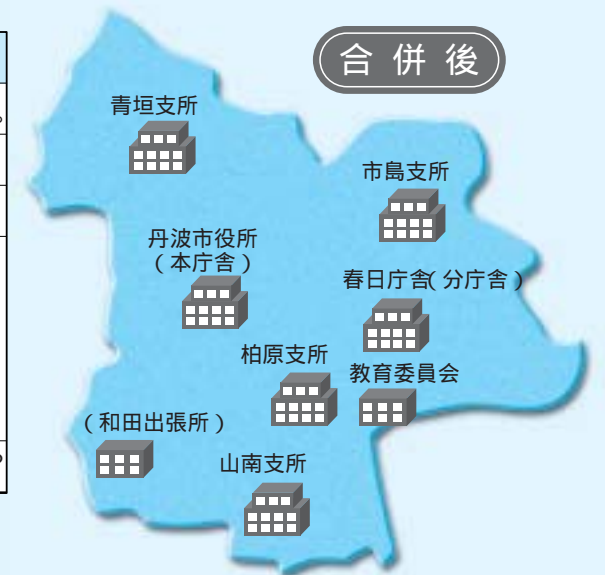 合併後
青垣支所
市島支所
丹波市役所
（本庁舎）
春日庁舎（分庁舎）
柏原支所
教育委員会
（和田出張所）
山南支所